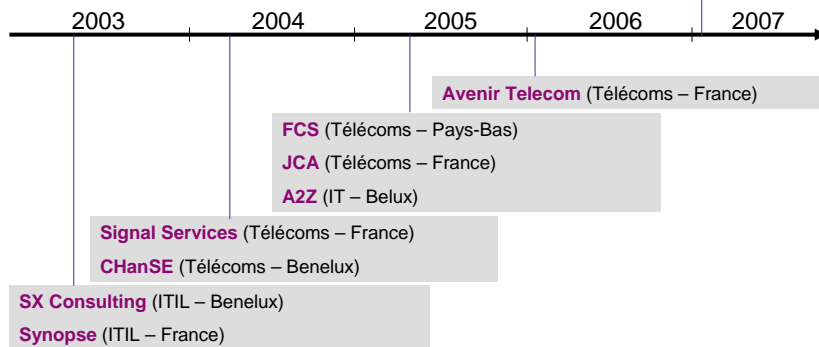 2003 2004 2005 2006 2007
Avenir Telecom (Télécoms – France)
FCS (Télécoms – Pays-Bas)
JCA (Télécoms – France)
A2Z (IT – Belux)
Signal Services (Télécoms – France)
CHanSE (Télécoms – Benelux)
SX Consulting (ITIL – Benelux)
Synopse (ITIL – France)